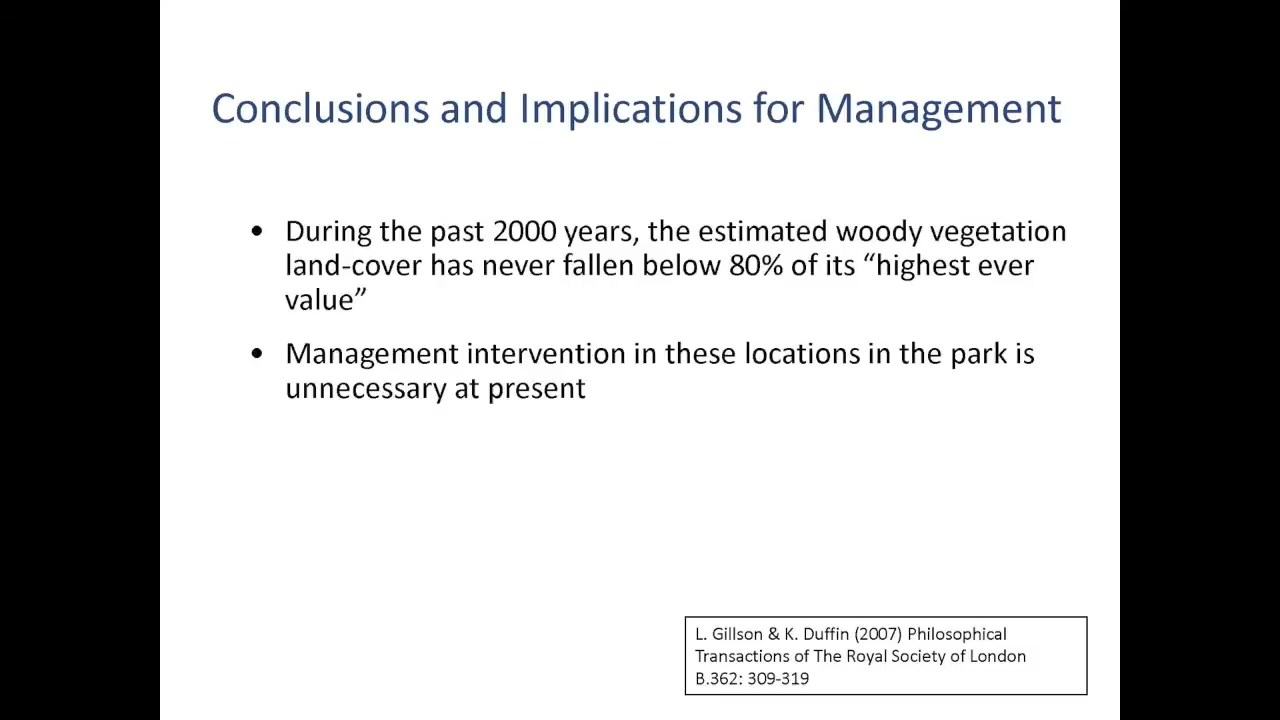 Conclusions and Implications for Management
• During the past 2000 years, the estimated woody vegetation
land-cover has never fallen below 80% of its “highest ever
value”
• Management intervention in these locations in the park is
unnecessary at present
L. Gillson & K. Duffin (2007) Philosophical
Transactions of The Royal Society of London
B.362: 309-319